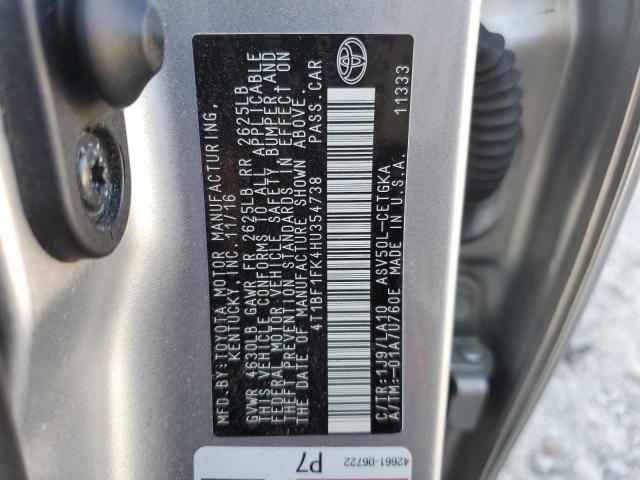 MFD.BY:TOYOTA MOTOR MANUFACTURING,
KENTUCKY, INC. 11/16
GVWR 4630LB GAWR FR 2625LB RR 2625LB
THIS VEHICLE CONFORMS TO ALL APPLICABLE
FEDERAL MOTOR VEHICLE SAFETY, BUMPER, AND
THEFT PREVENTION STANDARDS IN EFFECT ON
THE DATE OF MANUFACTURE SHOWN ABOVE.
4T1BF1FK4HU354738 PASS.CAR
C/TR:1J9/LA10 ASV50L-CETGKA
A/TM:-01A/U760E MADE IN U.S.A.
11333
42661-06722
P7